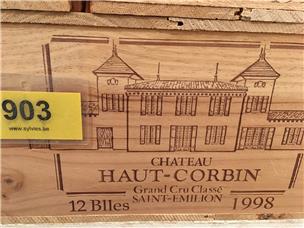 903
www.sylvies.be
CHATEAU
HAUT-CORBIN
Grand Cru Classé
SAINT-EMILION
12 Blles 1998